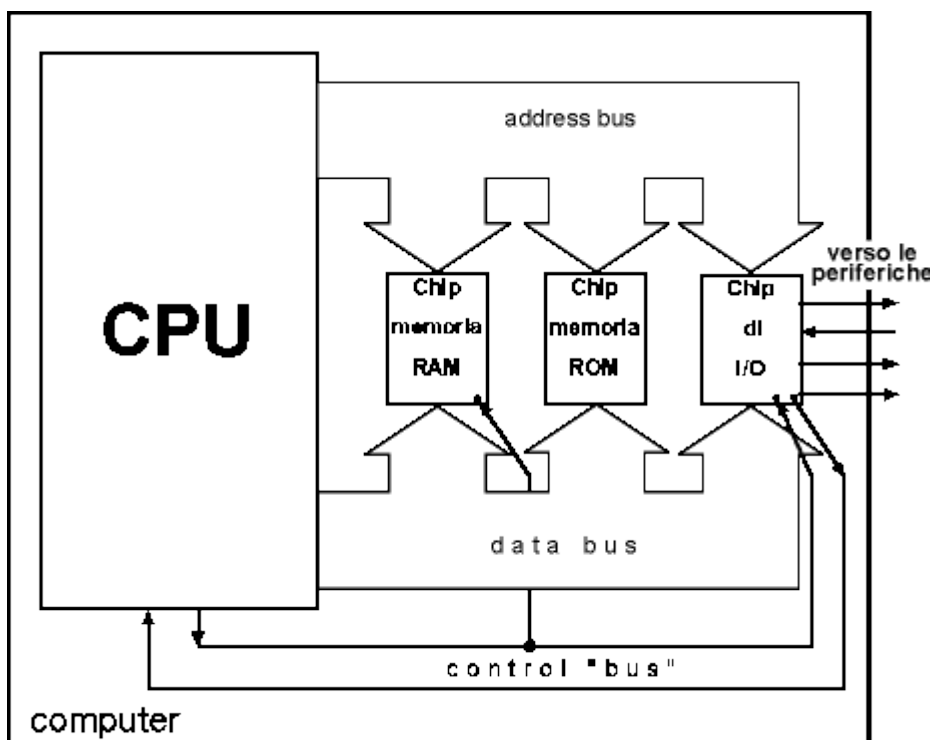 address bus
verso le
periferiche
CPU
Chip
memoria
RAM
Chip
memoria
ROM
Chip
di
I/O
data bus
control "bus"
computer